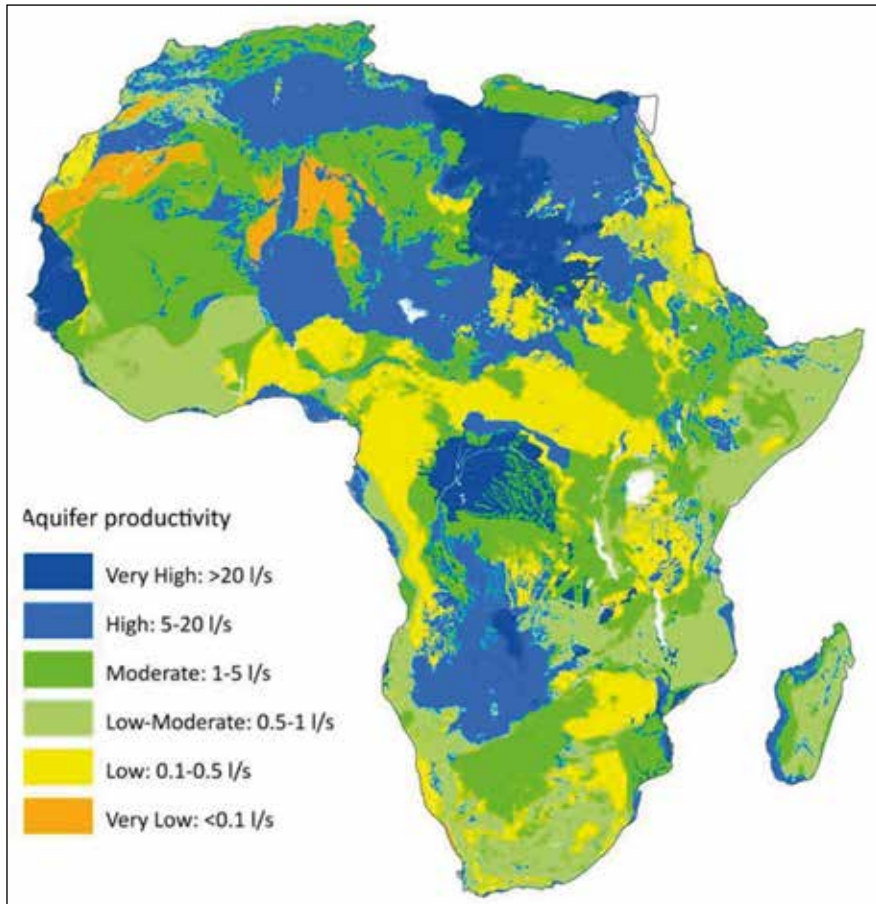 Aquifer productivity
Very High: >20 l/s
High: 5-20 l/s
Moderate: 1-5 l/s
Low-Moderate: 0.5-1 l/s
Low: 0.1-0.5 l/s
Very Low: <0.1 l/s